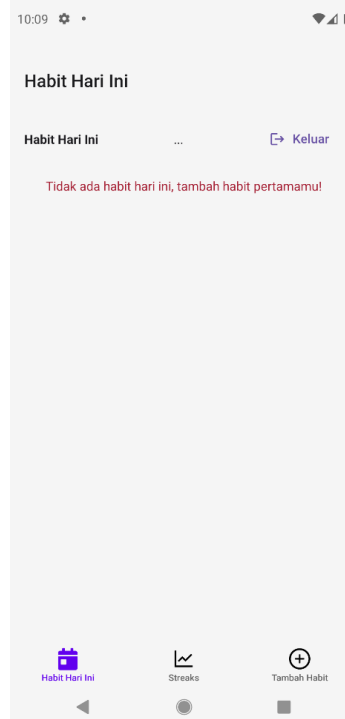 10:09
Habit Hari Ini
Habit Hari Ini ... Keluar
Tidak ada habit hari ini, tambah habit pertamamu!
Habit Hari Ini Streaks Tambah Habit